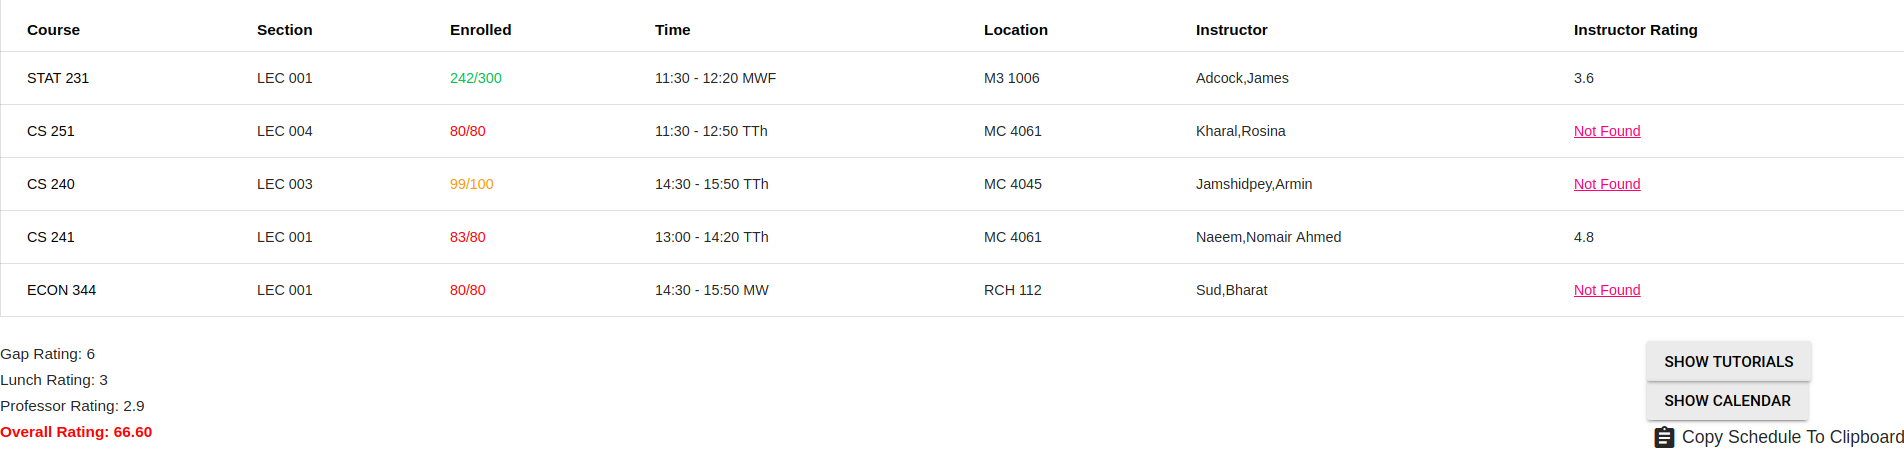 Course Section Enrolled Time Location Instructor Instructor Rating
STAT 231 LEC 001 242/300 11:30 - 12:20 MWF M3 1006 Adcock,James 3.6
CS 251 LEC 004 80/80 11:30 - 12:50 TTh MC 4061 Kharal,Rosina Not Found
CS 240 LEC 003 99/100 14:30 - 15:50 TTh MC 4045 Jamshidpey,Armin Not Found
CS 241 LEC 001 83/80 13:00 - 14:20 TTh MC 4061 Naeem,Nomair Ahmed 4.8
ECON 344 LEC 001 80/80 14:30 - 15:50 MW RCH 112 Sud,Bharat Not Found
Gap Rating: 6
Lunch Rating: 3
Professor Rating: 2.9
Overall Rating: 66.60
SHOW TUTORIALS
SHOW CALENDAR
Copy Schedule To Clipboard